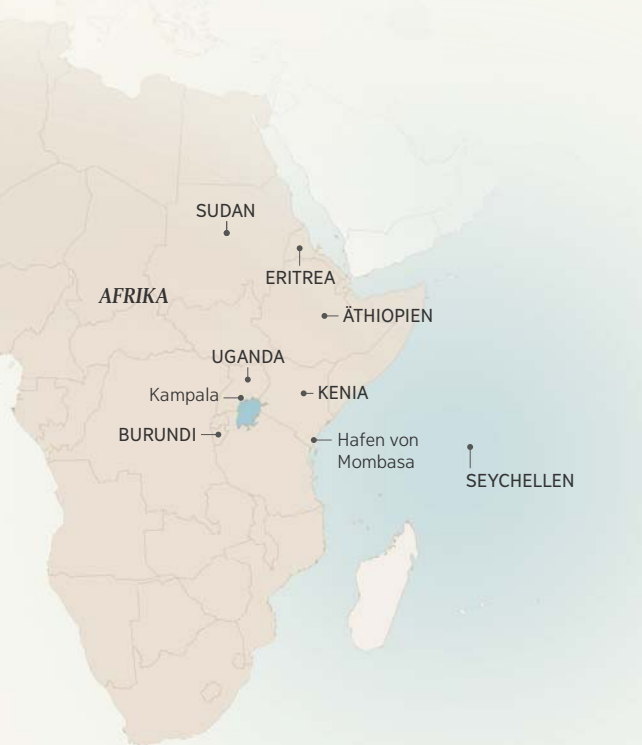 SUDAN
ERITREA
AFRIKA
ÄTHIOPIEN
UGANDA
Kampala
KENIA
BURUNDI
Hafen von
Mombasa
SEYCHELLEN